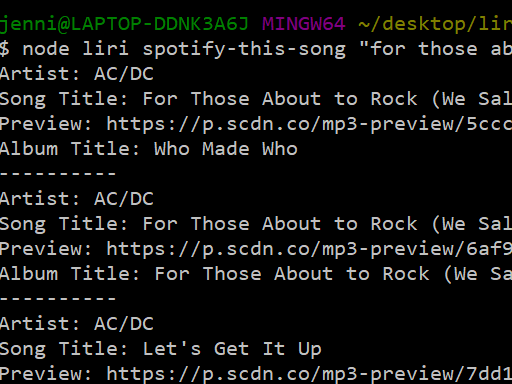 jenni@LAPTOP-DDNK3A6J MINGW64 ~/desktop/lir
$ node liri spotify-this-song "for those ab
Artist: AC/DC
Song Title: For Those About to Rock (We Sal
Preview: https://p.scdn.co/mp3-preview/5ccc
Album Title: Who Made Who
----------
Artist: AC/DC
Song Title: For Those About to Rock (We Sal
Preview: https://p.scdn.co/mp3-preview/6af9
Album Title: For Those About to Rock (We Sa
----------
Artist: AC/DC
Song Title: Let's Get It Up
Preview: https://p.scdn.co/mp3-preview/7dd1